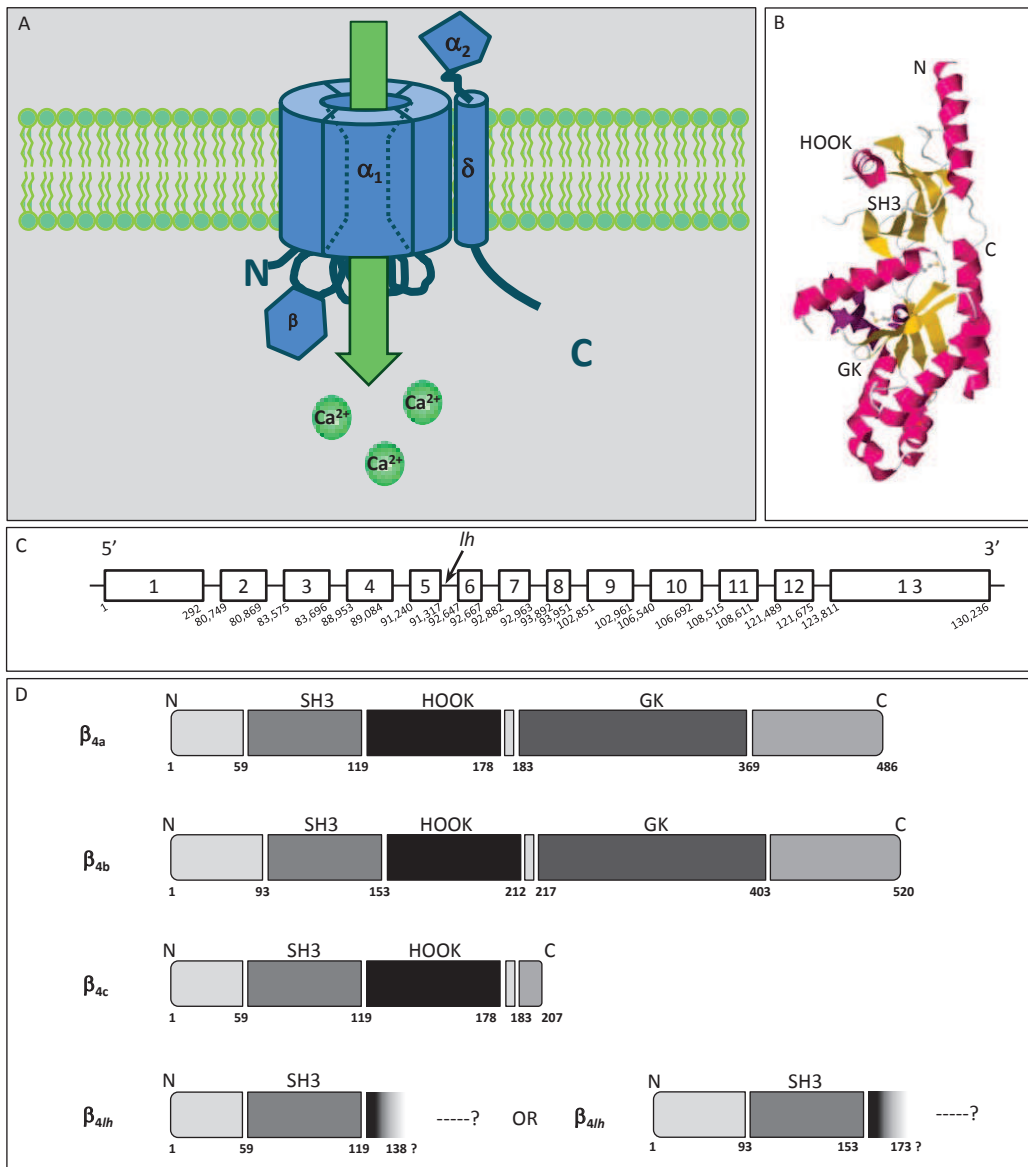 A
α2
α1
δ
N
β
C
Ca2+
Ca2+
Ca2+
B
N
HOOK
SH3
C
GK
C
5’ lh 3’
1 2 3 4 5 6 7 8 9 10 11 12 13
1 292 80,749 80,869 83,575 83,696 88,953 89,084 91,240 91,317 92,647 92,667 92,882 92,963 93,892 93,951 102,851 102,961 106,540 106,692 108,515 108,611 121,489 121,675 123,811 130,236
D
N SH3 HOOK GK C
β4a
1 59 119 178 183 369 486
N SH3 HOOK GK C
β4b
1 93 153 212 217 403 520
N SH3 HOOK C
β4c
1 59 119 178 183 207
N SH3 N SH3
β4lh -----? OR β4lh -----?
1 59 119 138 ? 1 93 153 173 ?